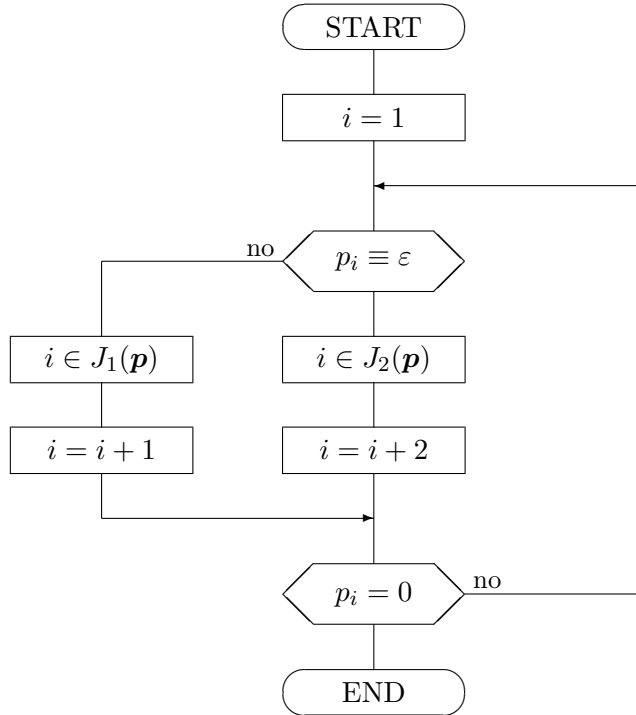 START
i = 1
no
p_i ≡ ε
i ∈ J_1(p)
i ∈ J_2(p)
i = i + 1
i = i + 2
p_i = 0
no
END